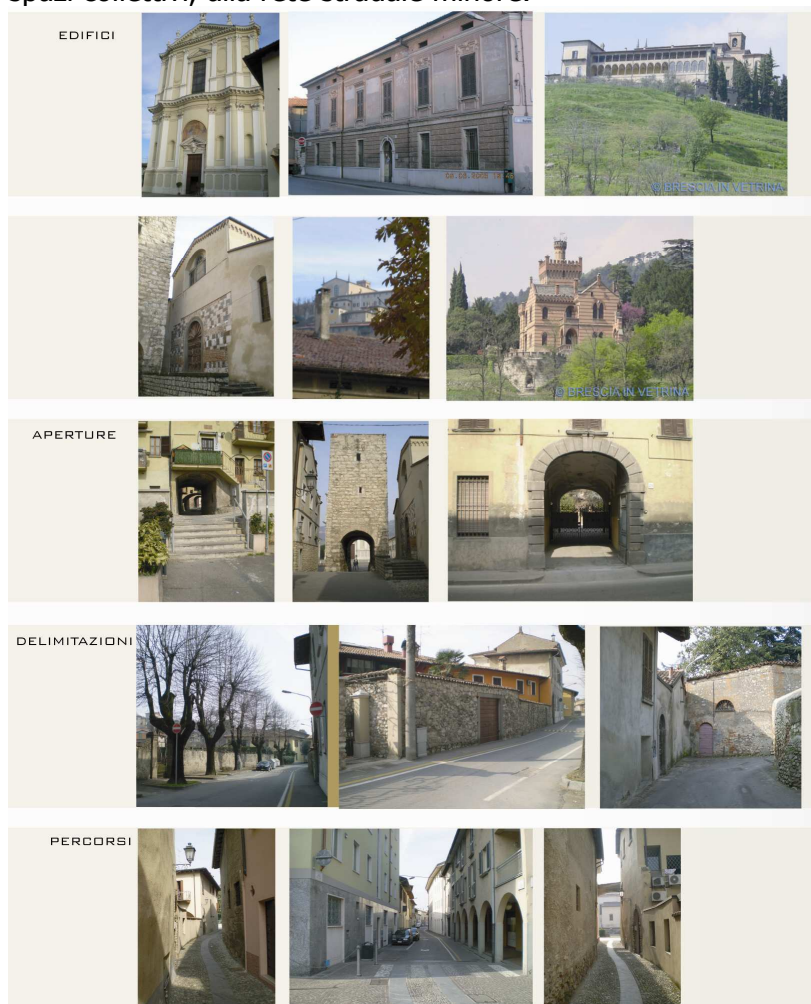 spazi collettivi, alla rete stradale minore.
EDIFICI
© BRESCIA IN VETRINA
© BRESCIA IN VETRINA
APERTURE
DELIMITAZIONI
PERCORSI